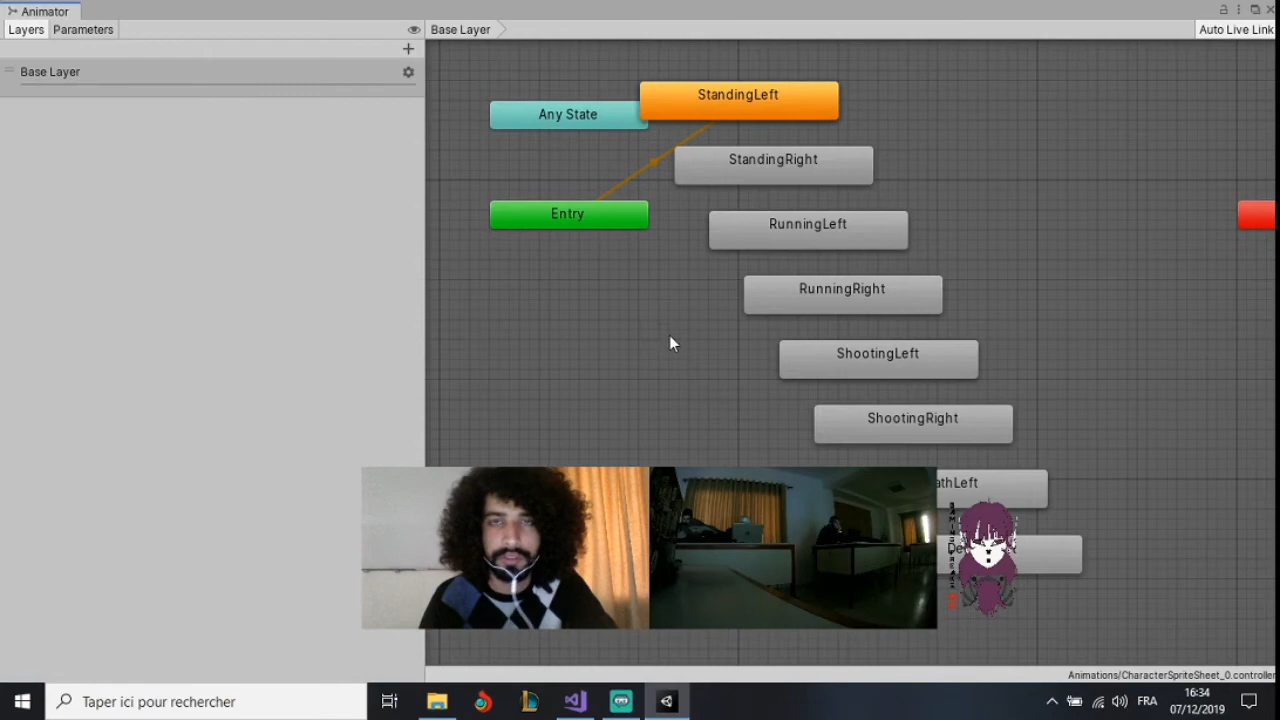 Animator
Layers Parameters
Base Layer
Auto Live Link
Base Layer
StandingLeft
Any State
StandingRight
Entry
RunningLeft
RunningRight
ShootingLeft
ShootingRight
athLeft
Animations/CharacterSpriteSheet_0.controller
Taper ici pour rechercher
FRA
16:34
07/12/2019